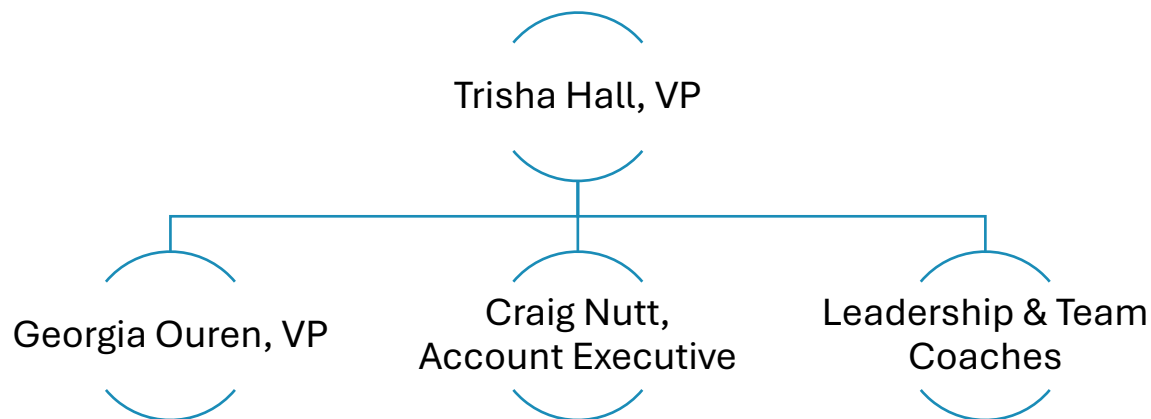 Trisha Hall, VP
Georgia Ouren, VP
Craig Nutt,
Account Executive
Leadership & Team
Coaches